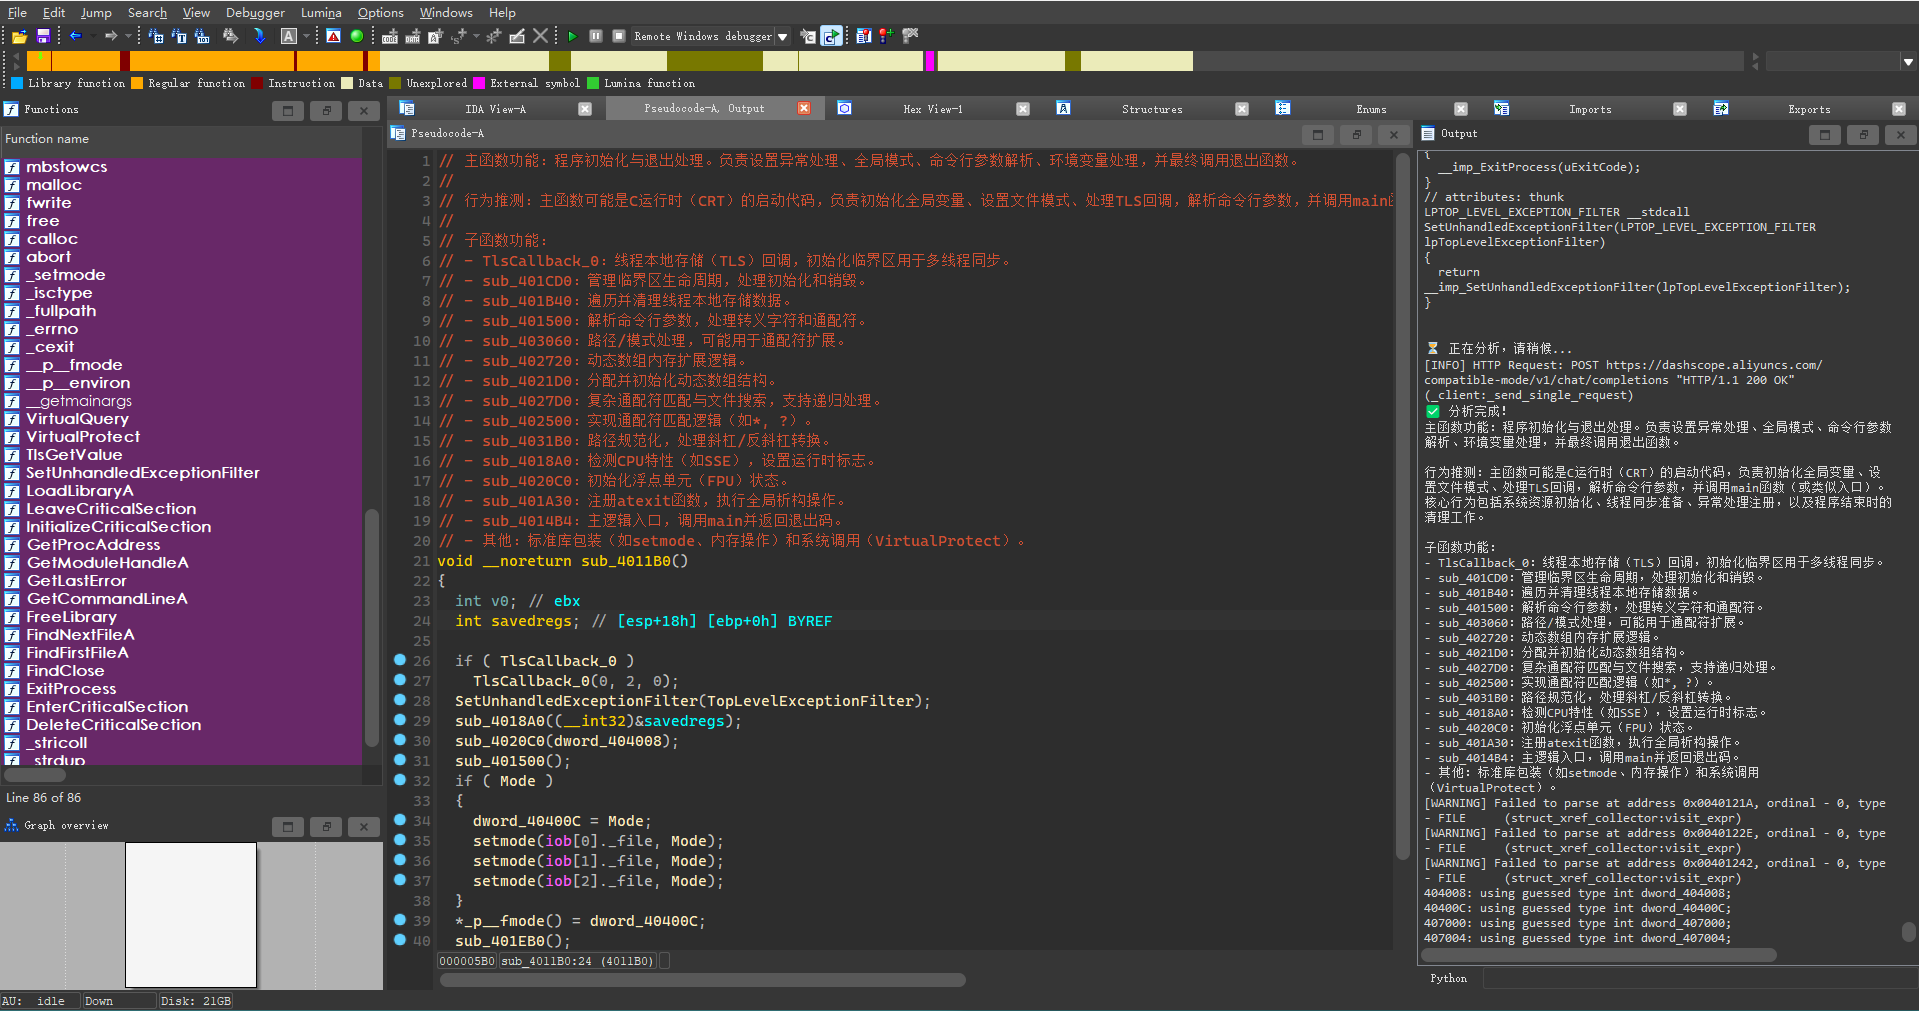 File Edit Jump Search View Debugger Lumina Options Windows Help
Remote Windows debugger
Library function Regular function Instruction Data Unexplored External symbol Lumina function
Functions
Function name
mbstowcs
malloc
fwrite
free
calloc
abort
_setmode
_isctype
_fullpath
_errno
_cexit
__p__fmode
__p__environ
__getmainargs
VirtualQuery
VirtualProtect
TlsGetValue
SetUnhandledExceptionFilter
LoadLibraryA
LeaveCriticalSection
InitializeCriticalSection
GetProcAddress
GetModuleHandleA
GetLastError
GetCommandLineA
FreeLibrary
FindNextFileA
FindFirstFileA
FindClose
ExitProcess
EnterCriticalSection
DeleteCriticalSection
_stricoll
_strdup
Line 86 of 86
Graph overview
AU: idle Down Disk: 21GB
IDA View-A Pseudocode-A, Output Hex View-1 Structures Enums Imports Exports
Pseudocode-A
1 // 主函数功能：程序初始化与退出处理。负责设置异常处理、全局模式、命令行参数解析、环境变量处理，并最终调用退出函数。
2 //
3 // 行为推测：主函数可能是C运行时（CRT）的启动代码，负责初始化全局变量、设置文件模式、处理TLS回调，解析命令行参数，并调用main
4 //
5 // 子函数功能：
6 // - TlsCallback_0：线程本地存储（TLS）回调，初始化临界区用于多线程同步。
7 // - sub_401CD0：管理临界区生命周期，处理初始化和销毁。
8 // - sub_401B40：遍历并清理线程本地存储数据。
9 // - sub_401500：解析命令行参数，处理转义字符和通配符。
10 // - sub_403060：路径/模式处理，可能用于通配符扩展。
11 // - sub_402720：动态数组内存扩展逻辑。
12 // - sub_4021D0：分配并初始化动态数组结构。
13 // - sub_4027D0：复杂通配符匹配与文件搜索，支持递归处理。
14 // - sub_402500：实现通配符匹配逻辑（如*, ?）。
15 // - sub_4031B0：路径规范化，处理斜杠/反斜杠转换。
16 // - sub_4018A0：检测CPU特性（如SSE），设置运行时标志。
17 // - sub_4020C0：初始化浮点单元（FPU）状态。
18 // - sub_401A30：注册atexit函数，执行全局析构操作。
19 // - sub_4014B4：主逻辑入口，调用main并返回退出码。
20 // - 其他：标准库包装（如setmode、内存操作）和系统调用（VirtualProtect）。
21 void __noreturn sub_4011B0()
22 {
23 int v0; // ebx
24 int savedregs; // [esp+18h] [ebp+0h] BYREF
25
26 if ( TlsCallback_0 )
27 TlsCallback_0(0, 2, 0);
28 SetUnhandledExceptionFilter(TopLevelExceptionFilter);
29 sub_4018A0((__int32)&savedregs);
30 sub_4020C0(dword_404008);
31 sub_401500();
32 if ( Mode )
33 {
34 dword_40400C = Mode;
35 setmode(iob[0]._file, Mode);
36 setmode(iob[1]._file, Mode);
37 setmode(iob[2]._file, Mode);
38 }
39 *_p__fmode() = dword_40400C;
40 sub_401EB0();
000005B0 sub_4011B0:24 (4011B0)
Output
{
__imp_ExitProcess(uExitCode);
}
// attributes: thunk
LPTOP_LEVEL_EXCEPTION_FILTER __stdcall
SetUnhandledExceptionFilter(LPTOP_LEVEL_EXCEPTION_FILTER
lpTopLevelExceptionFilter)
{
return
__imp_SetUnhandledExceptionFilter(lpTopLevelExceptionFilter);
}
⏳ 正在分析，请稍候...
[INFO] HTTP Request: POST https://dashscope.aliyuncs.com/
compatible-mode/v1/chat/completions "HTTP/1.1 200 OK"
(_client:_send_single_request)
✅ 分析完成！
主函数功能：程序初始化与退出处理。负责设置异常处理、全局模式、命令行参数
解析、环境变量处理，并最终调用退出函数。
行为推测：主函数可能是C运行时（CRT）的启动代码，负责初始化全局变量、设
置文件模式、处理TLS回调，解析命令行参数，并调用main函数（或类似入口）。
核心行为包括系统资源初始化、线程同步准备、异常处理注册，以及程序结束时的
清理工作。
子函数功能：
- TlsCallback_0：线程本地存储（TLS）回调，初始化临界区用于多线程同步。
- sub_401CD0：管理临界区生命周期，处理初始化和销毁。
- sub_401B40：遍历并清理线程本地存储数据。
- sub_401500：解析命令行参数，处理转义字符和通配符。
- sub_403060：路径/模式处理，可能用于通配符扩展。
- sub_402720：动态数组内存扩展逻辑。
- sub_4021D0：分配并初始化动态数组结构。
- sub_4027D0：复杂通配符匹配与文件搜索，支持递归处理。
- sub_402500：实现通配符匹配逻辑（如*, ?）。
- sub_4031B0：路径规范化，处理斜杠/反斜杠转换。
- sub_4018A0：检测CPU特性（如SSE），设置运行时标志。
- sub_4020C0：初始化浮点单元（FPU）状态。
- sub_401A30：注册atexit函数，执行全局析构操作。
- sub_4014B4：主逻辑入口，调用main并返回退出码。
- 其他：标准库包装（如setmode、内存操作）和系统调用
（VirtualProtect）。
[WARNING] Failed to parse at address 0x0040121A, ordinal - 0, type
- FILE (struct_xref_collector:visit_expr)
[WARNING] Failed to parse at address 0x0040122E, ordinal - 0, type
- FILE (struct_xref_collector:visit_expr)
[WARNING] Failed to parse at address 0x00401242, ordinal - 0, type
- FILE (struct_xref_collector:visit_expr)
404008: using guessed type int dword_404008;
40400C: using guessed type int dword_40400C;
407000: using guessed type int dword_407000;
407004: using guessed type int dword_407004;
Python